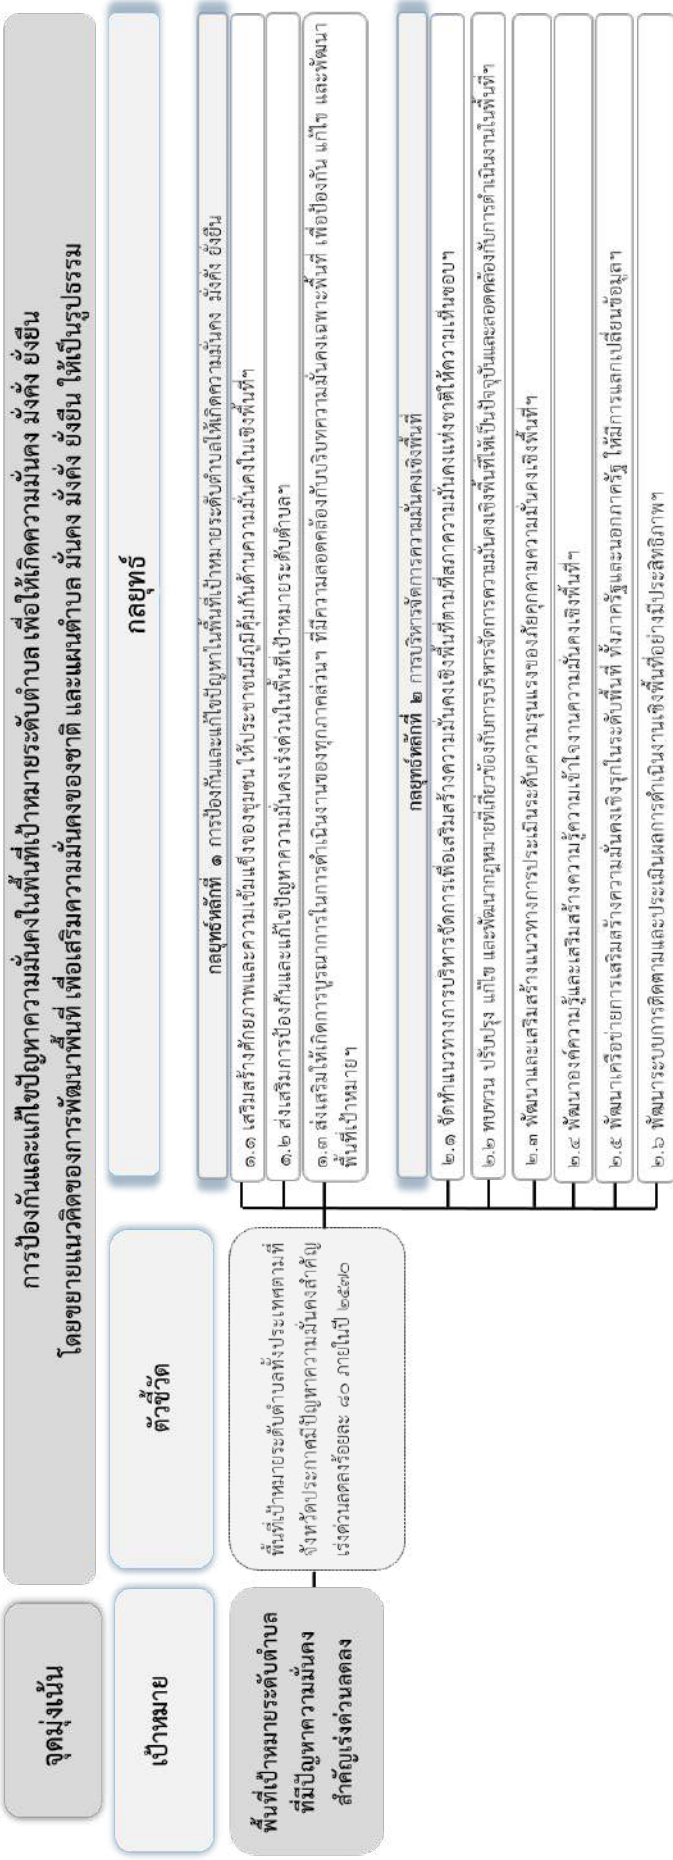 จุดมุ่งเน้น
การป้องกันและแก้ไขปัญหาความมั่นคงในพื้นที่เป้าหมายระดับตำบล เพื่อให้เกิดความมั่นคง มั่งคั่ง ยั่งยืน
โดยขยายแนวคิดของการพัฒนาพื้นที่ เพื่อเสริมความมั่นคงของชาติ และแผนตำบล มั่นคง มั่งคั่ง ยั่งยืน ให้เป็นรูปธรรม
เป้าหมาย
ตัวชี้วัด
กลยุทธ์
พื้นที่เป้าหมายระดับตำบล
ที่มีปัญหาความมั่นคง
สำคัญเร่งด่วนลดลง
พื้นที่เป้าหมายระดับตำบลทั้งประเทศตามที่
จังหวัดประกาศมีปัญหาความมั่นคงสำคัญ
เร่งด่วนลดลงร้อยละ ๘๐ ภายในปี ๒๕๗๐
กลยุทธ์หลักที่ ๑ การป้องกันและแก้ไขปัญหาในพื้นที่เป้าหมายระดับตำบลให้เกิดความมั่นคง มั่งคั่ง ยั่งยืน
๑.๑ เสริมสร้างศักยภาพและความเข้มแข็งของชุมชน ให้ประชาชนมีภูมิคุ้มกันด้านความมั่นคงในเชิงพื้นที่ฯ
๑.๒ ส่งเสริมการป้องกันและแก้ไขปัญหาความมั่นคงเร่งด่วนในพื้นที่เป้าหมายระดับตำบลฯ
๑.๓ ส่งเสริมให้เกิดการบูรณาการในการดำเนินงานของทุกภาคส่วนฯ ที่มีความสอดคล้องกับบริบทความมั่นคงเฉพาะพื้นที่ เพื่อป้องกัน แก้ไข และพัฒนา
พื้นที่เป้าหมายฯ
กลยุทธ์หลักที่ ๒ การบริหารจัดการความมั่นคงเชิงพื้นที่
๒.๑ จัดทำแนวทางการบริหารจัดการเพื่อเสริมสร้างความมั่นคงเชิงพื้นที่ตามที่สภาความมั่นคงแห่งชาติให้ความเห็นชอบฯ
๒.๒ ทบทวน ปรับปรุง แก้ไข และพัฒนากฎหมายที่เกี่ยวข้องกับการบริหารจัดการความมั่นคงเชิงพื้นที่ให้เป็นปัจจุบันและสอดคล้องกับการดำเนินงานในพื้นที่ฯ
๒.๓ พัฒนาและเสริมสร้างแนวทางการประเมินระดับความรุนแรงของภัยคุกคามความมั่นคงเชิงพื้นที่ฯ
๒.๔ พัฒนาองค์ความรู้และเสริมสร้างความรู้ความเข้าใจงานความมั่นคงเชิงพื้นที่ฯ
๒.๕ พัฒนาเครือข่ายการเสริมสร้างความมั่นคงเชิงรุกในระดับพื้นที่ ทั้งภาครัฐและนอกภาครัฐ ให้มีการแลกเปลี่ยนข้อมูลฯ
๒.๖ พัฒนาระบบการติดตามและประเมินผลการดำเนินงานเชิงพื้นที่อย่างมีประสิทธิภาพฯ